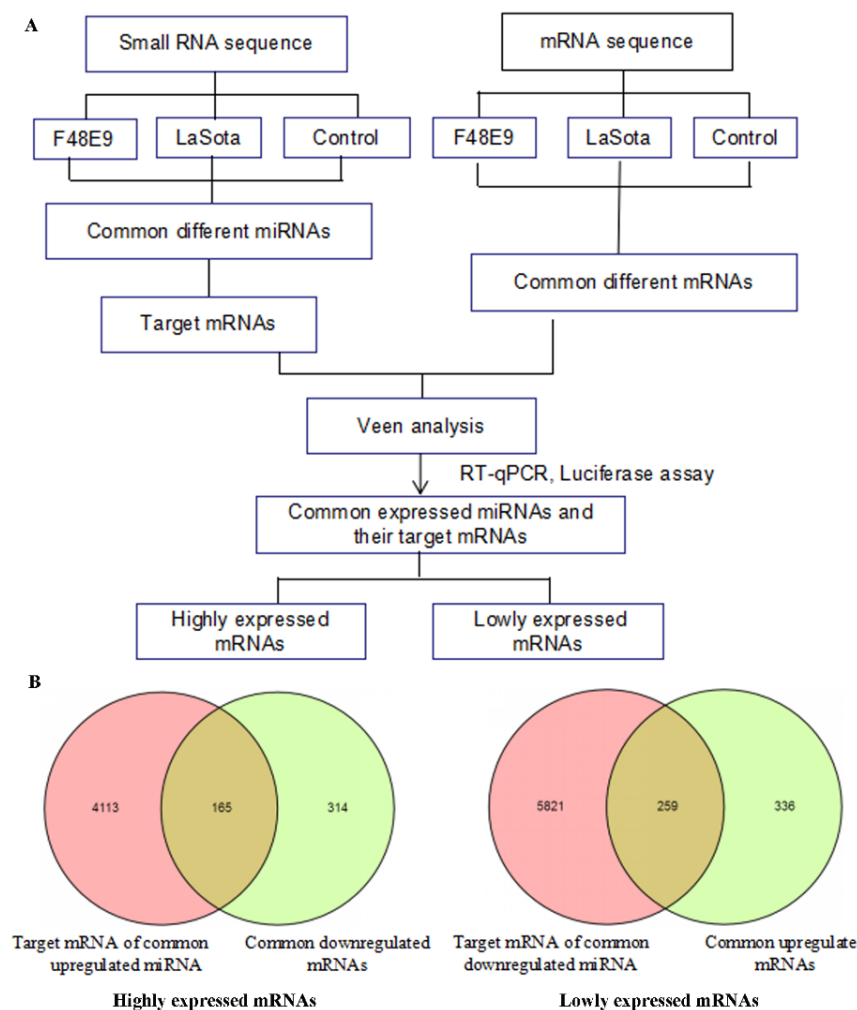 A
Small RNA sequence
mRNA sequence
F48E9
LaSota
Control
F48E9
LaSota
Control
Common different miRNAs
Common different mRNAs
Target mRNAs
Veen analysis
RT-qPCR, Luciferase assay
Common expressed miRNAs and
their target mRNAs
Highly expressed
mRNAs
Lowly expressed
mRNAs
B
4113
165
314
5821
259
336
Target mRNA of common
upregulated miRNA
Common downregulated
mRNAs
Target mRNA of common
downregulated miRNA
Common upregulate
mRNAs
Highly expressed mRNAs
Lowly expressed mRNAs